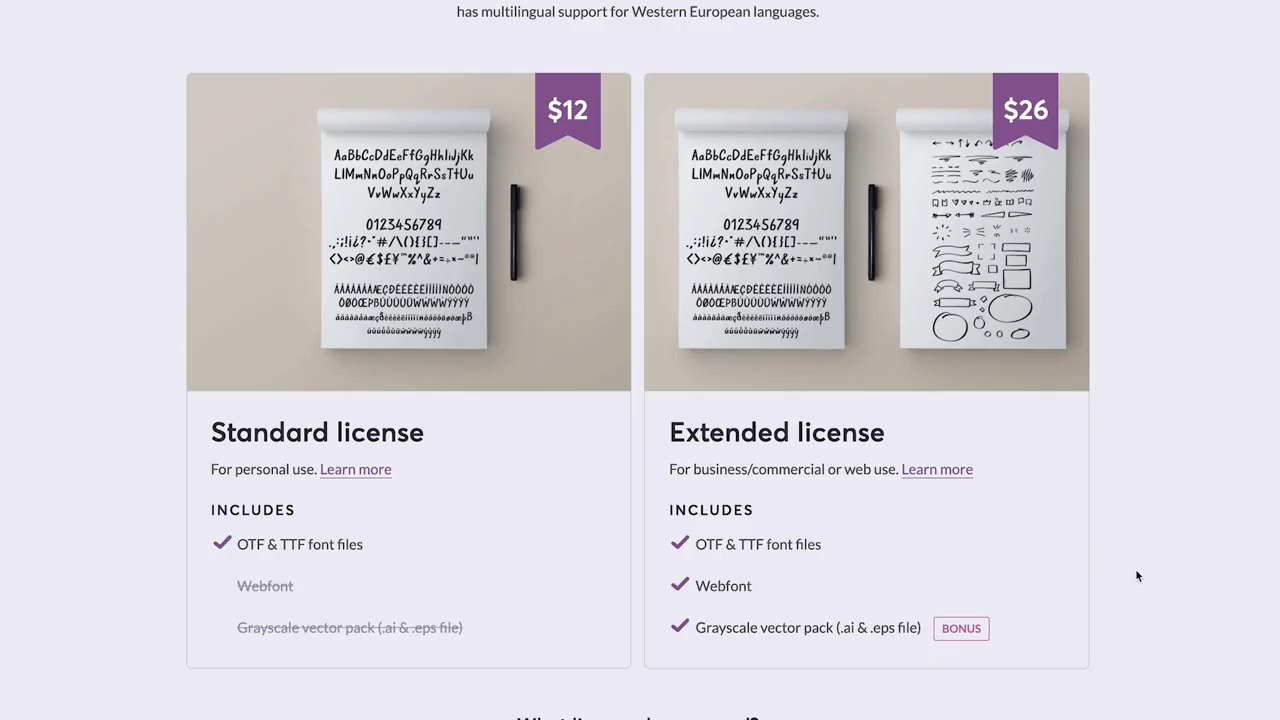 has multilingual support for Western European languages.
$12
AaBbCcDdEeFfGgHhIiJjKk
LlMmNnOoPpQqRrSsTtUu
VvWwXxYyZz
0123456789
$26
AaBbCcDdEeFfGgHhIiJjKk
LlMmNnOoPpQqRrSsTtUu
VvWwXxYyZz
0123456789
Standard license
For personal use. Learn more
INCLUDES
OTF & TTF font files
Webfont
Grayscale vector pack (.ai & .eps file)
Extended license
For business/commercial or web use. Learn more
INCLUDES
OTF & TTF font files
Webfont
Grayscale vector pack (.ai & .eps file) BONUS